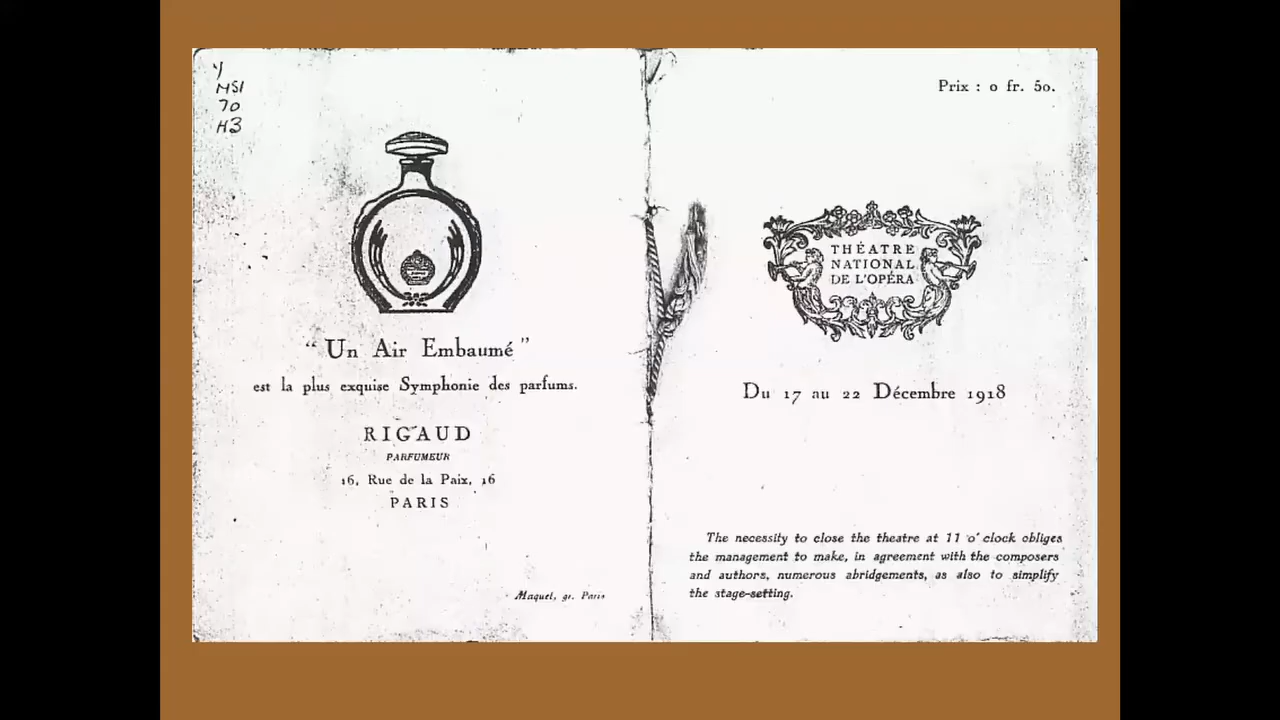 Y
MSI
70
H3
“ Un Air Embaumé ”
est la plus exquise Symphonie des parfums.
RIGAUD
PARFUMEUR
16, Rue de la Paix, 16
PARIS
Maquet, gr. Paris
Prix : 0 fr. 50.
THÉATRE
NATIONAL
DE L'OPÉRA
Du 17 au 22 Décembre 1918
The necessity to close the theatre at 11 o' clock obliges
the management to make, in agreement with the composers
and authors, numerous abridgements, as also to simplify
the stage-setting.